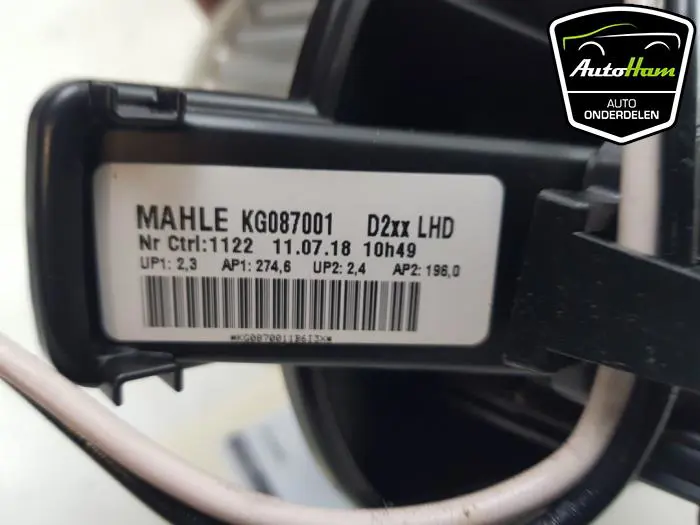 AutoHam
AUTO
ONDERDELEN
MAHLE KG087001 D2xx LHD
Nr Ctrl:1122 11.07.18 10h49
UP1: 2,3 AP1: 274,6 UP2: 2,4 AP2: 196,0
*KG0870011B6I3X*